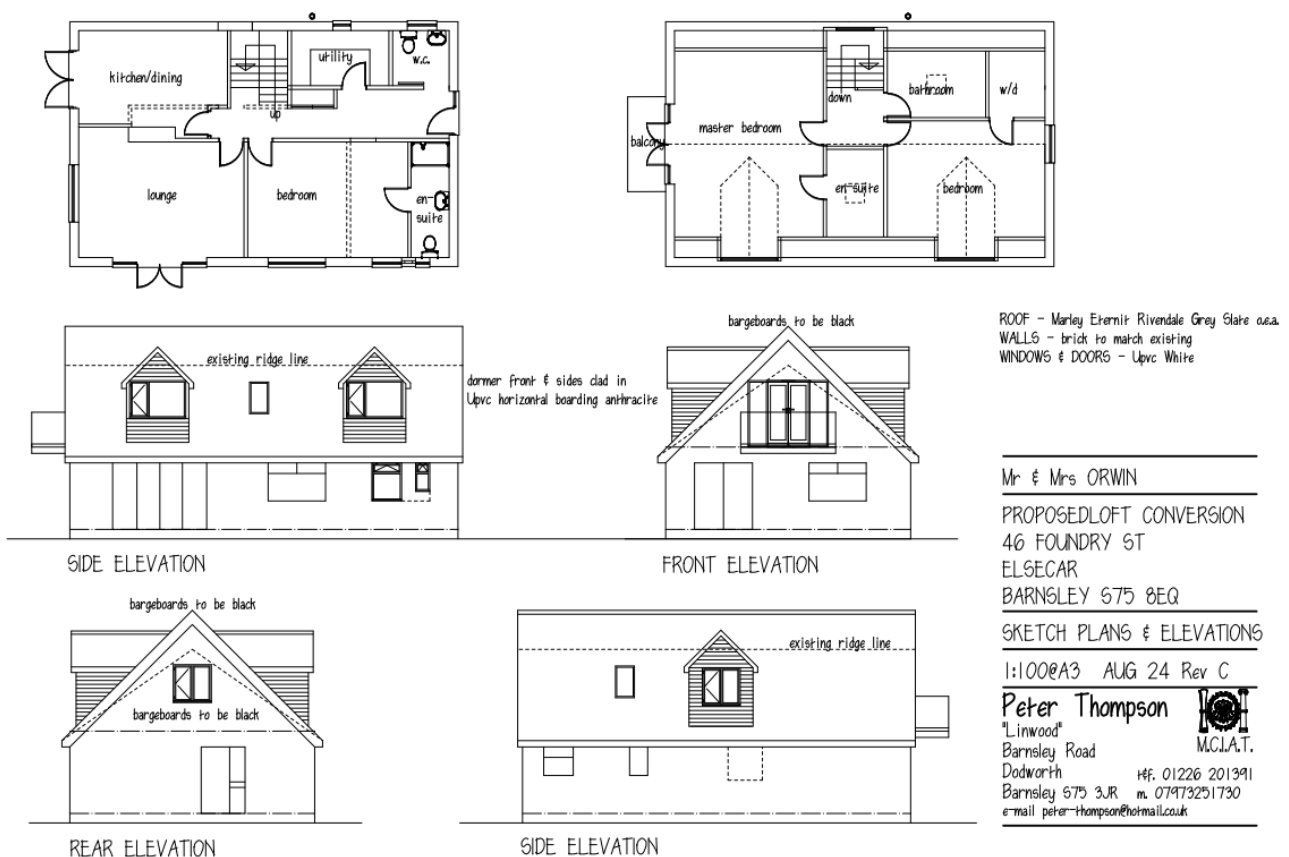 kitchen/dining
utility
w.c.
up
lounge
bedroom
en-
suite
balcony
master bedroom
down
bathroom
w/d
en-suite
bedroom
existing ridge line
dormer front & sides clad in
Upvc horizontal boarding anthracite
SIDE ELEVATION
bargeboards to be black
FRONT ELEVATION
bargeboards to be black
bargeboards to be black
REAR ELEVATION
existing ridge line
SIDE ELEVATION
ROOF - Marley Eternit Rivendale Grey Slate o.e.a.
WALLS - brick to match existing
WINDOWS & DOORS - Upvc White
Mr & Mrs ORWIN
PROPOSEDLOFT CONVERSION
46 FOUNDRY ST
ELSECAR
BARNSLEY S75 8EQ
SKETCH PLANS & ELEVATIONS
1:100@A3 AUG 24 Rev C
Peter Thompson
"Linwood"
Barnsley Road
Dodworth
Barnsley S75 3JR
M.C.I.A.T.
t&f. 01226 201391
m. 07973251730
e-mail peter-thompson@hotmail.co.uk